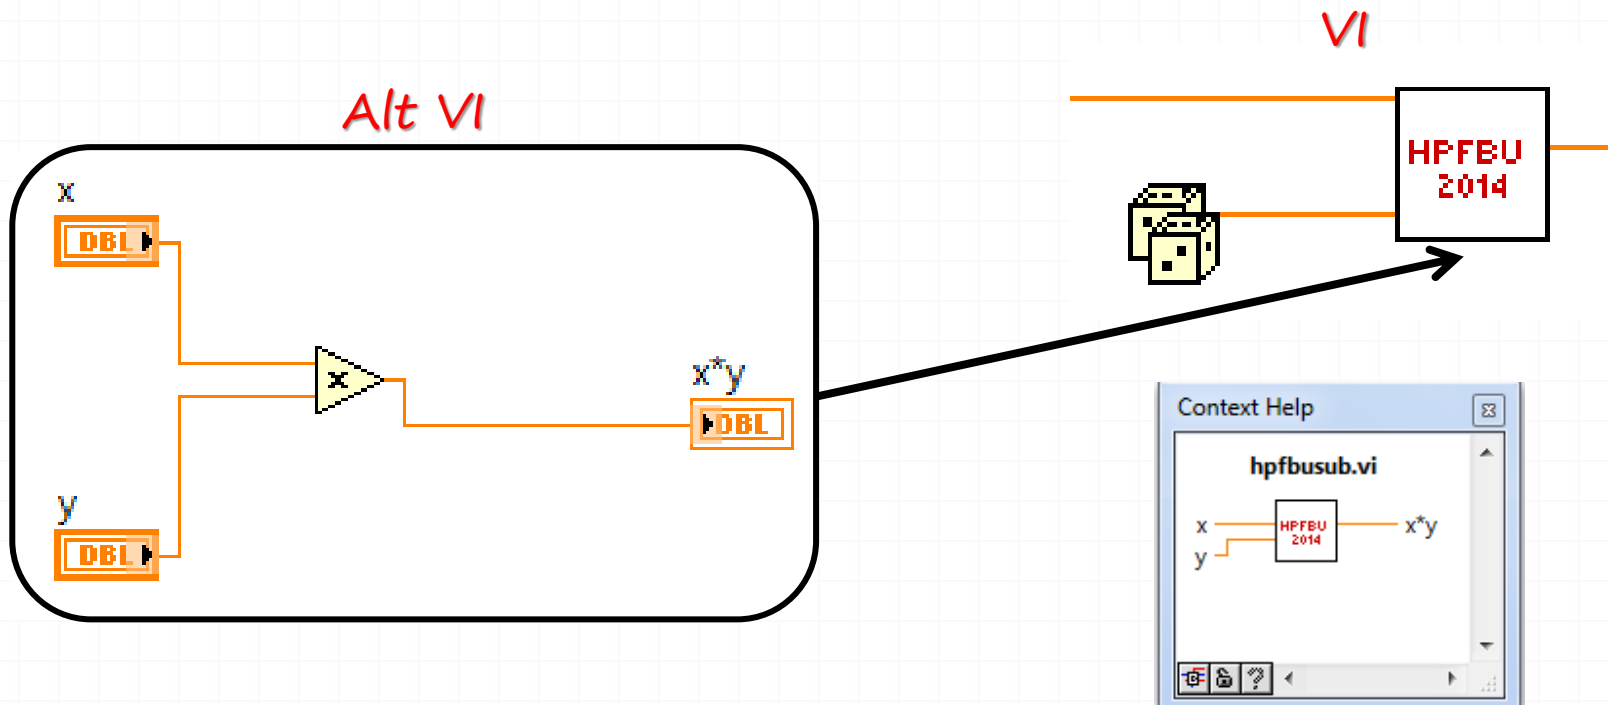 Alt VI
x
DBL
x
y
DBL
x*y
DBL
VI
HPFBU
2014
Context Help
hpfbusub.vi
x
y
HPFBU
2014
x*y
?